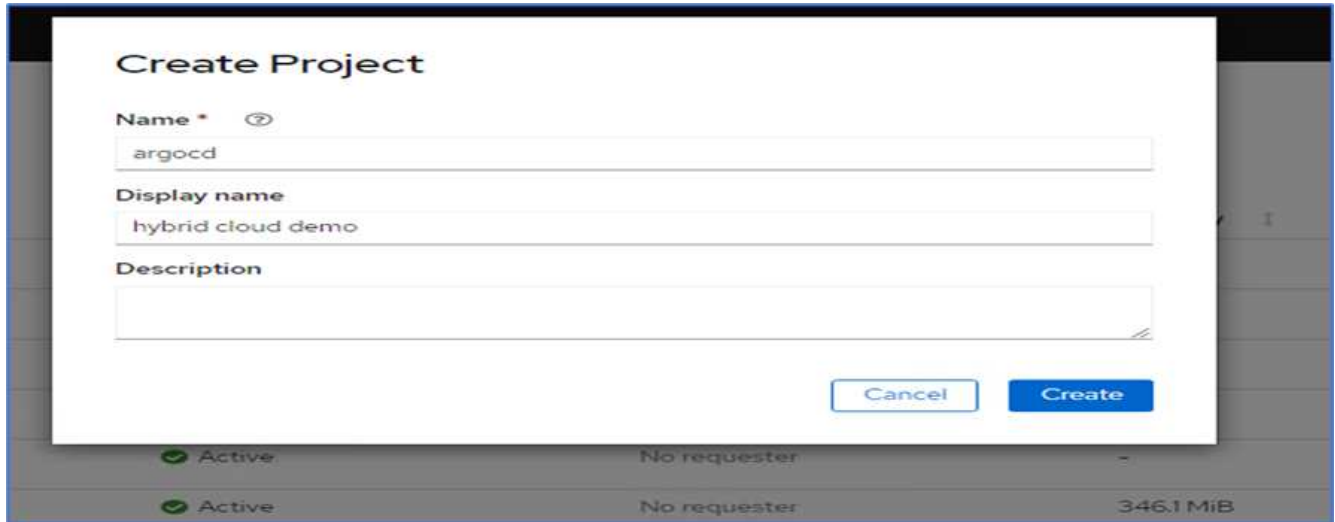 Create Project
Name * ?
argocd
Display name
hybrid cloud demo
Description
Cancel Create
Active No requester -
Active No requester 346.1 MiB